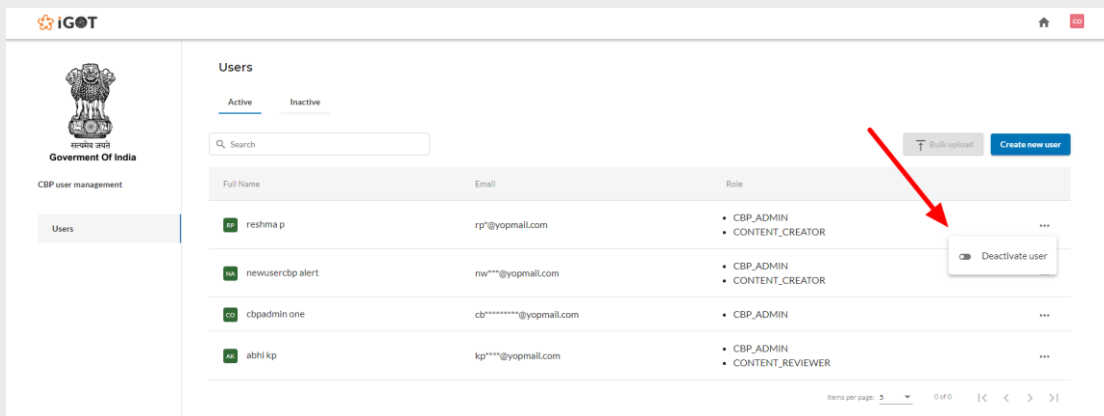 iGOT
CO
सत्यमेव जयते
Goverment Of India
CBP user management
Users
Users
Active Inactive
Search
Bulk upload Create new user
Full Name Email Role
RP reshma p rp*@yopmail.com • CBP_ADMIN
• CONTENT_CREATOR
Deactivate user
NA newusercbp alert nw***@yopmail.com • CBP_ADMIN
• CONTENT_CREATOR
CO cbpadmin one cb*********@yopmail.com • CBP_ADMIN
AK abhi kp kp****@yopmail.com • CBP_ADMIN
• CONTENT_REVIEWER
Items per page: 5 0 of 0